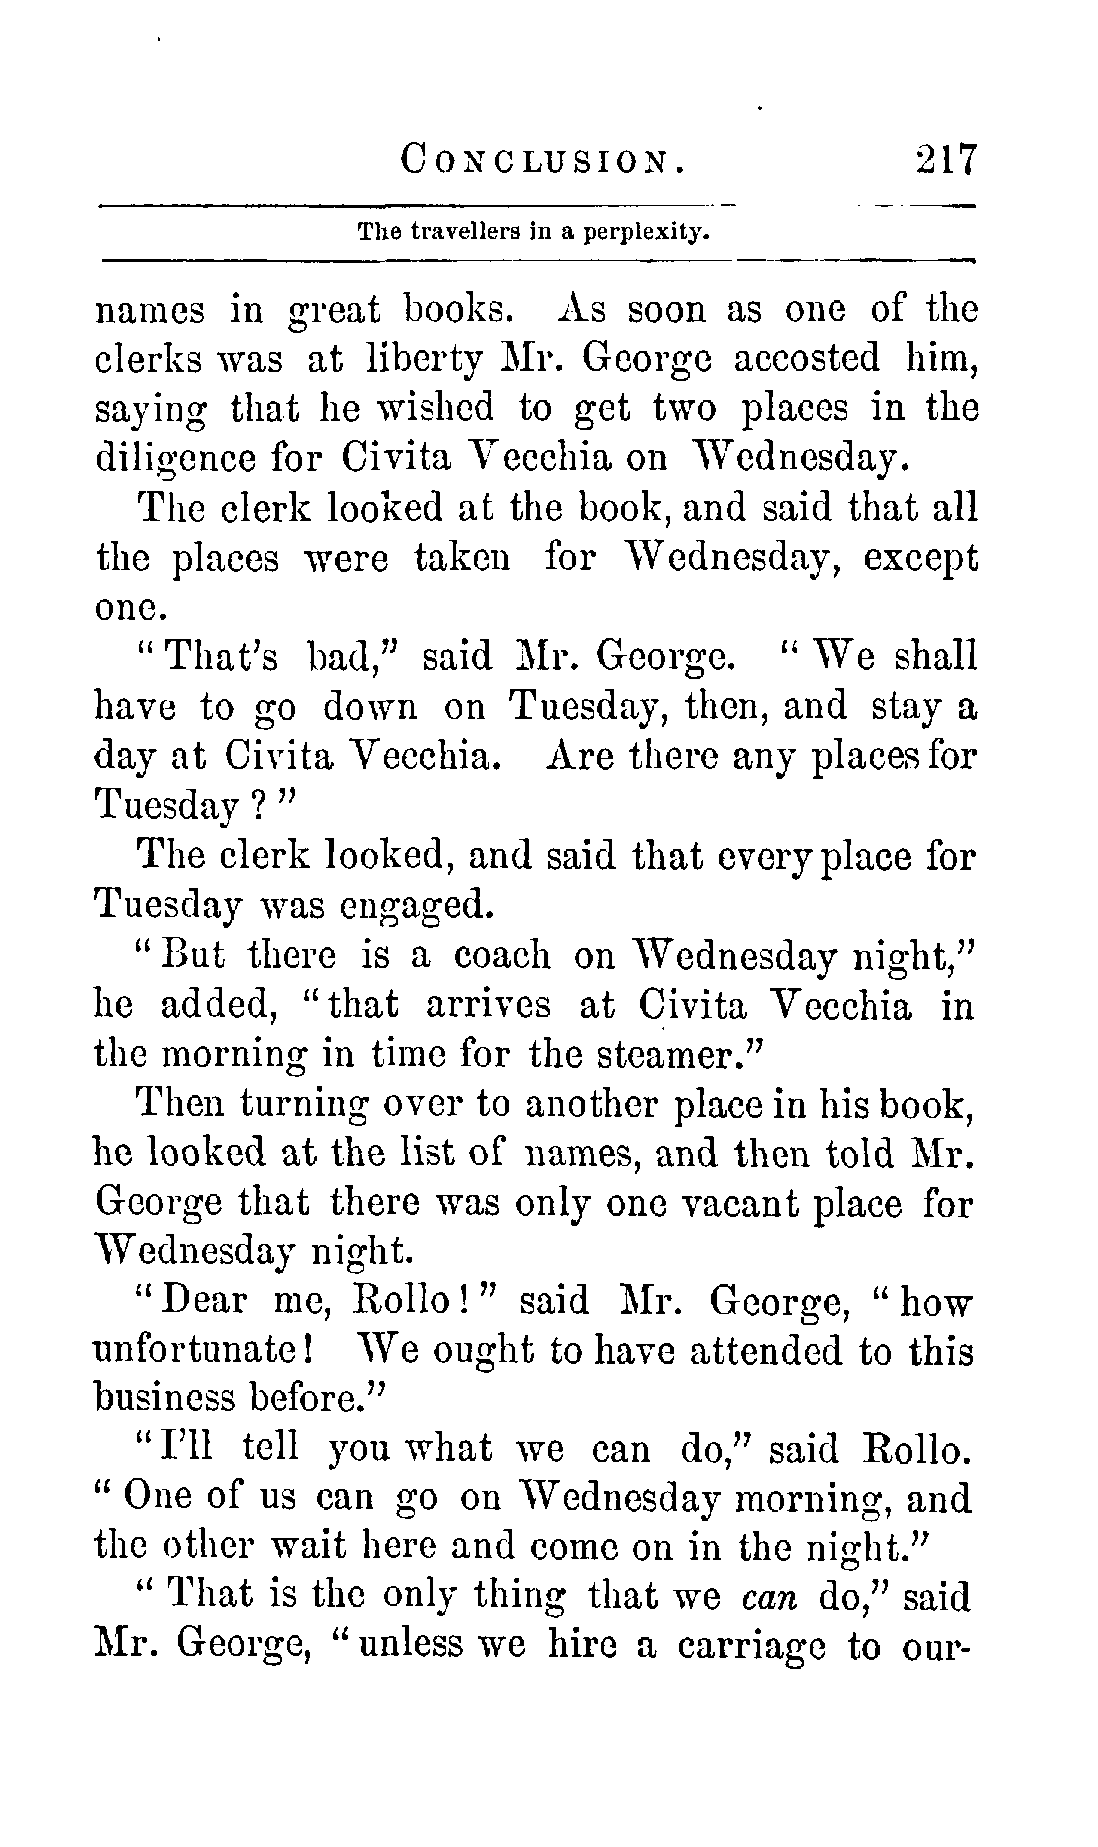 CONCLUSION. 217
The travellers in a perplexity.
names in great books. As soon as one of the
clerks was at liberty Mr. George accosted him,
saying that he wished to get two places in the
diligence for Civita Vecchia on Wednesday.
The clerk looked at the book, and said that all
the places were taken for Wednesday, except
one.
“That’s bad,” said Mr. George. “We shall
have to go down on Tuesday, then, and stay a
day at Civita Vecchia. Are there any places for
Tuesday?”
The clerk looked, and said that every place for
Tuesday was engaged.
“But there is a coach on Wednesday night,”
he added, “that arrives at Civita Vecchia in
the morning in time for the steamer.”
Then turning over to another place in his book,
he looked at the list of names, and then told Mr.
George that there was only one vacant place for
Wednesday night.
“Dear me, Rollo!” said Mr. George, “how
unfortunate! We ought to have attended to this
business before.”
“I’ll tell you what we can do,” said Rollo.
“One of us can go on Wednesday morning, and
the other wait here and come on in the night.”
“That is the only thing that we can do,” said
Mr. George, “unless we hire a carriage to our-